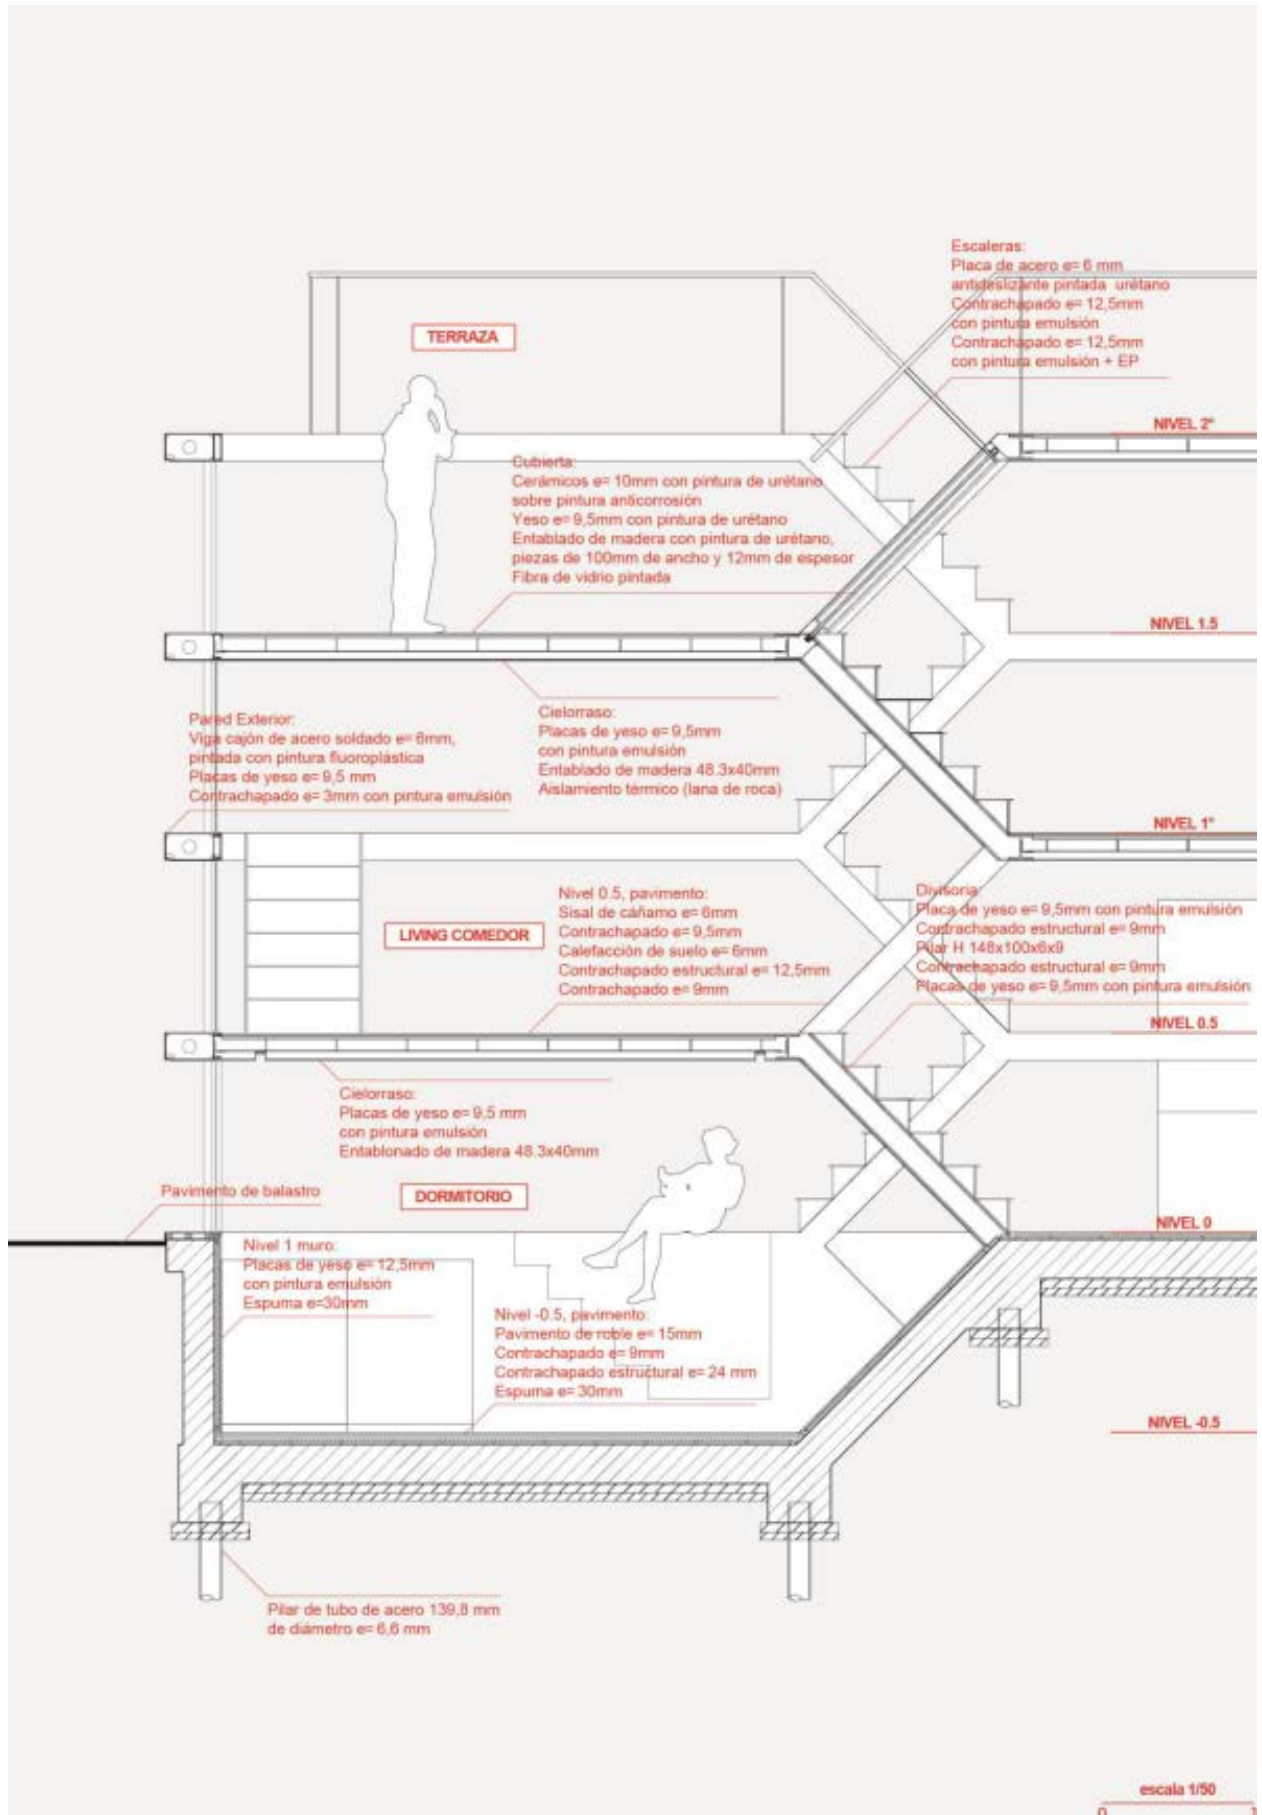 Escaleras:
Placa de acero e= 6 mm
antideslizante pintada urétano
Contrachapado e= 12,5mm
con pintura emulsión
Contrachapado e= 12,5mm
con pintura emulsión + EP
TERRAZA
NIVEL 2°
Cubierta:
Cerámicos e= 10mm con pintura de urétano
sobre pintura anticorrosión
Yeso e= 9,5mm con pintura de urétano
Entablado de madera con pintura de urétano,
piezas de 100mm de ancho y 12mm de espesor
Fibra de vidrio pintada
NIVEL 1.5
Pared Exterior:
Viga cajón de acero soldado e= 6mm,
pintada con pintura fluoroplástica
Placas de yeso e= 9,5 mm
Contrachapado e= 3mm con pintura emulsión
Cielorraso:
Placas de yeso e= 9,5mm
con pintura emulsión
Entablado de madera 48.3x40mm
Aislamiento térmico (lana de roca)
NIVEL 1°
LIVING COMEDOR
Nivel 0.5, pavimento:
Sisal de cáñamo e= 6mm
Contrachapado e= 9,5mm
Calefacción de suelo e= 6mm
Contrachapado estructural e= 12,5mm
Contrachapado e= 9mm
Divisoria
Placa de yeso e= 9,5mm con pintura emulsión
Contrachapado estructural e= 9mm
Pilar H 148x100x6x9
Contrachapado estructural e= 9mm
Placas de yeso e= 9,5mm con pintura emulsión
NIVEL 0.5
Cielorraso:
Placas de yeso e= 9,5 mm
con pintura emulsión
Entablonado de madera 48.3x40mm
DORMITORIO
Pavimento de balastro
NIVEL 0
Nivel 1 muro:
Placas de yeso e= 12,5mm
con pintura emulsión
Espuma e=30mm
Nivel -0.5, pavimento:
Pavimento de roble e= 15mm
Contrachapado e= 9mm
Contrachapado estructural e= 24 mm
Espuma e= 30mm
NIVEL -0.5
Pilar de tubo de acero 139,8 mm
de diámetro e= 6,6 mm
escala 1/50
0 1